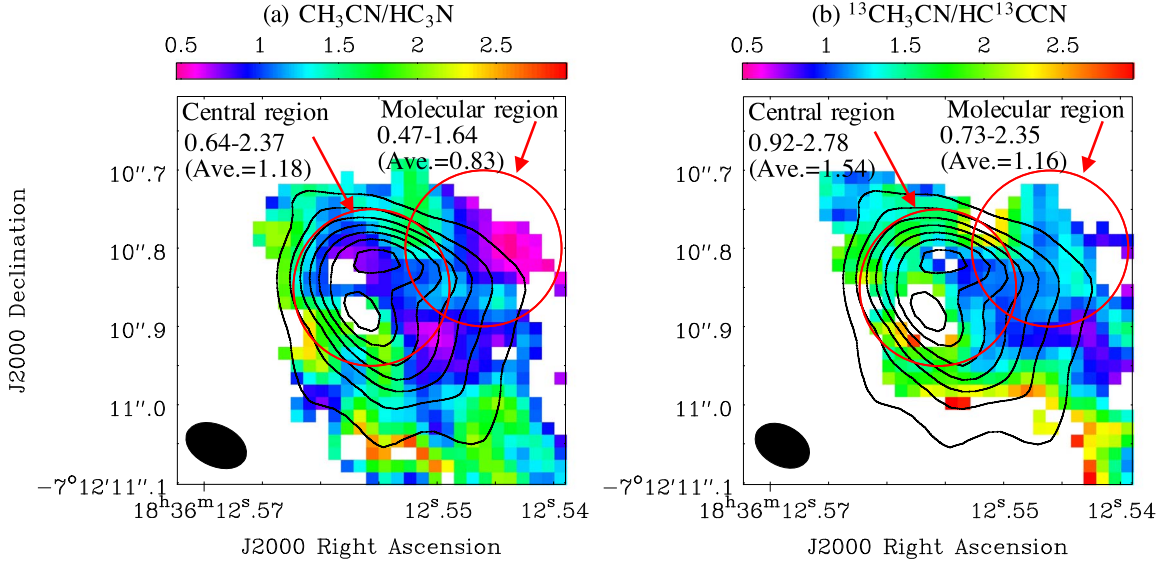 (a) CH₃CN/HC₃N
0.5 1 1.5 2 2.5
Central region
0.64-2.37
(Ave.=1.18)
Molecular region
0.47-1.64
(Ave.=0.83)
10″.7
10″.8
10″.9
11″.0
−7°12′11″.1
18ʰ36ᵐ12ˢ.57 12ˢ.55 12ˢ.54
J2000 Declination
J2000 Right Ascension
(b) ¹³CH₃CN/HC¹³CCN
0.5 1 1.5 2 2.5
Central region
0.92-2.78
(Ave.=1.54)
Molecular region
0.73-2.35
(Ave.=1.16)
10″.7
10″.8
10″.9
11″.0
−7°12′11″.1
18ʰ36ᵐ12ˢ.57 12ˢ.55 12ˢ.54
J2000 Right Ascension